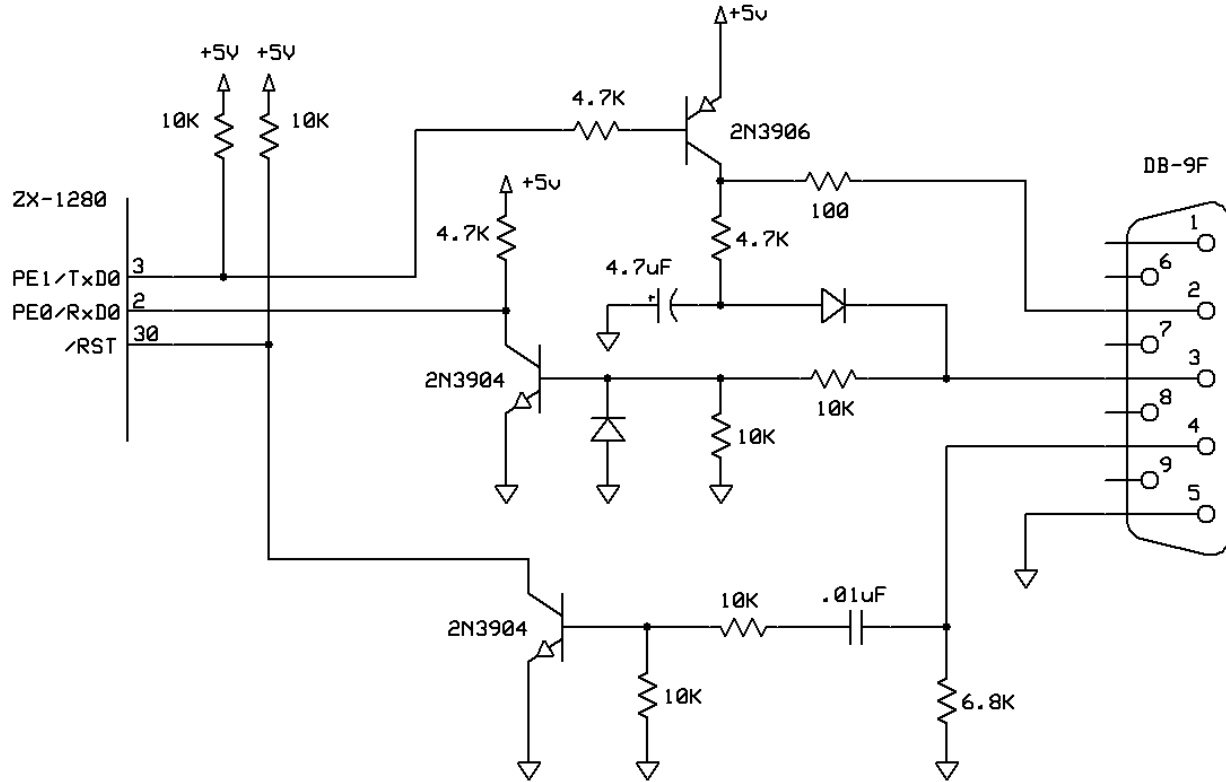 +5v
+5V +5V
4.7K
10K
10K
2N3906
DB-9F
+5v
ZX-1280
100
1
4.7K
4.7K
6
4.7uF
PE1/TxD0 3
2
PE0/RxD0 2
7
/RST 30
3
2N3904
10K
8
10K
4
9
5
10K
.01uF
2N3904
10K
6.8K